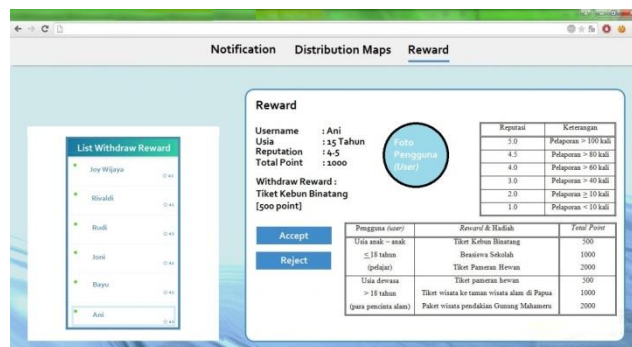 Notification Distribution Maps Reward
List Withdraw Reward
Joy Wijaya
Rivaldi
Rudi
Joni
Bayu
Ani
Reward
Username : Ani
Usia : 15 Tahun
Reputation : 4.5
Total Point : 1000
Withdraw Reward :
Tiket Kebun Binatang
[500 point]
Foto
Pengguna
(User)
Accept
Reject
Reputasi Keterangan
5.0 Pelaporan > 100 kali
4.5 Pelaporan > 80 kali
4.0 Pelaporan > 60 kali
3.0 Pelaporan > 40 kali
2.0 Pelaporan ≥ 10 kali
1.0 Pelaporan < 10 kali
Pengguna (user) Reward & Hadiah Total Point
Usia anak – anak Tiket Kebun Binatang 500
≤ 18 tahun Beasiswa Sekolah 1000
(pelajar) Tiket Pameran Hewan 2000
Usia dewasa Tiket pameran hewan 500
> 18 tahun Tiket wisata ke taman wisata alam di Papua 1000
(para pencinta alam) Paket wisata pendakian Gunung Mahameru 2000